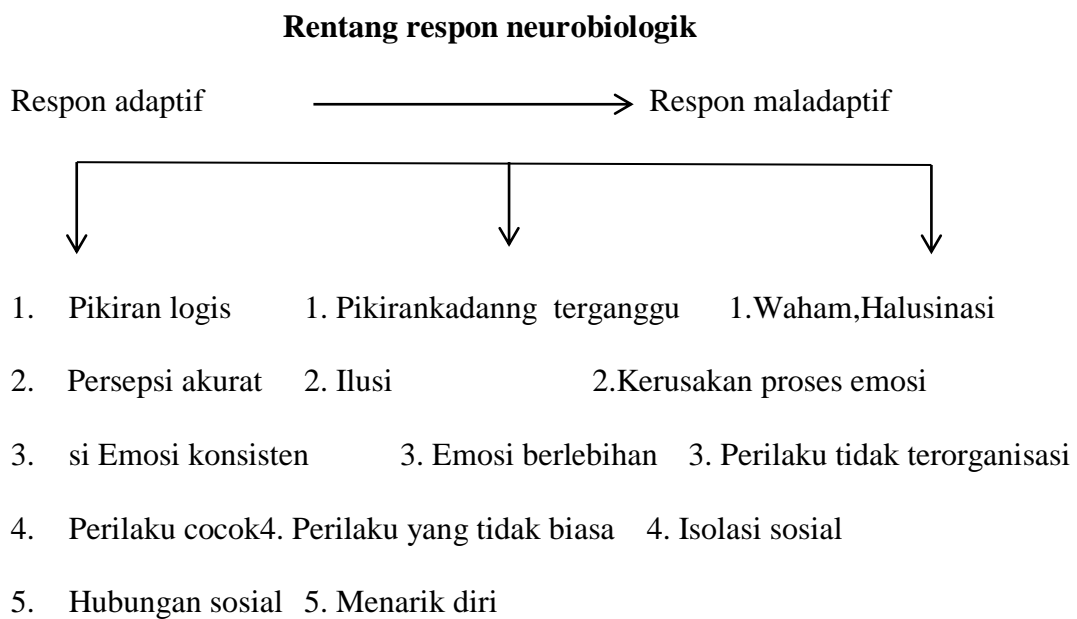 Rentang respon neurobiologik
Respon adaptif Respon maladaptif
1. Pikiran logis 1. Pikirankadanng terganggu 1.Waham,Halusinasi
2. Persepsi akurat 2. Ilusi 2.Kerusakan proses emosi
3. si Emosi konsisten 3. Emosi berlebihan 3. Perilaku tidak terorganisasi
4. Perilaku cocok4. Perilaku yang tidak biasa 4. Isolasi sosial
5. Hubungan sosial 5. Menarik diri